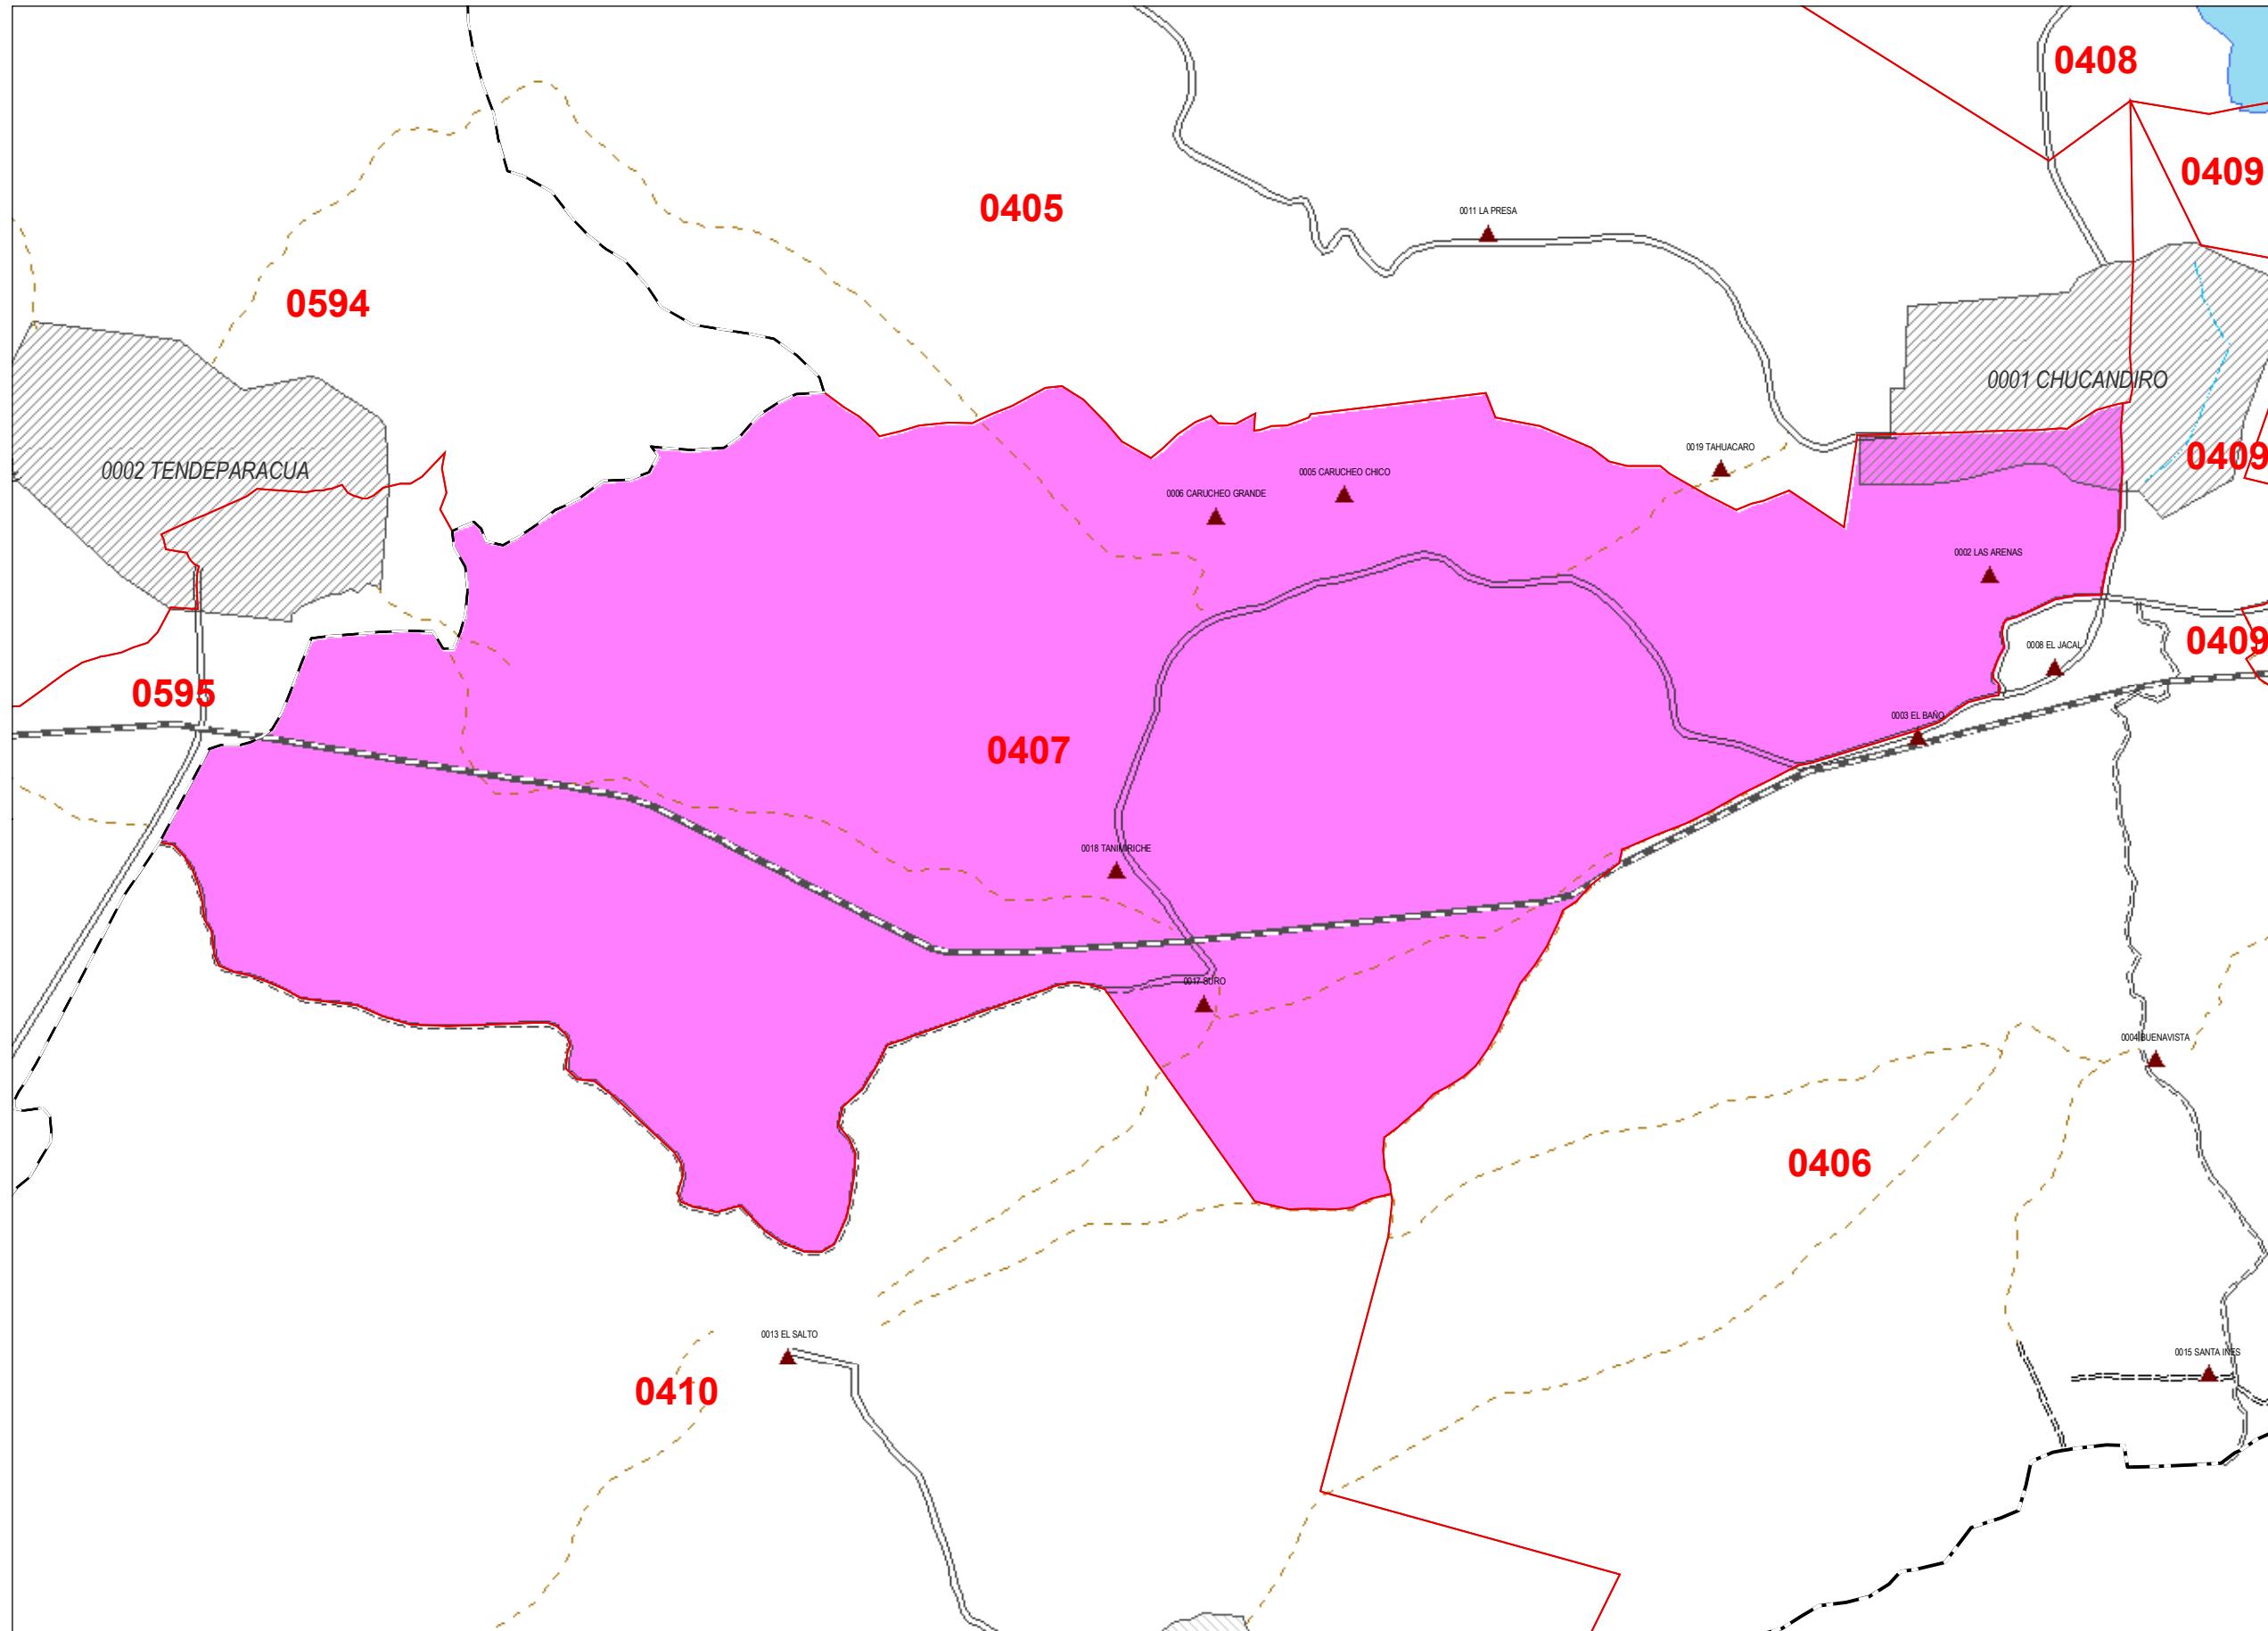 0408
0409
0405
0011 LA PRESA
0594
0001 CHUCANDIRO
0002 TENDEPARACUA
0019 TAHUACARO
0409
0005 CARUCHEO CHICO
0006 CARUCHEO GRANDE
0002 LAS ARENAS
0409
0008 EL JACAL
0595
0003 EL BAÑO
0407
0018 TANIMIRICHE
0017 SURO
0004 BUENAVISTA
0406
0013 EL SALTO
0015 SANTA INES
0410